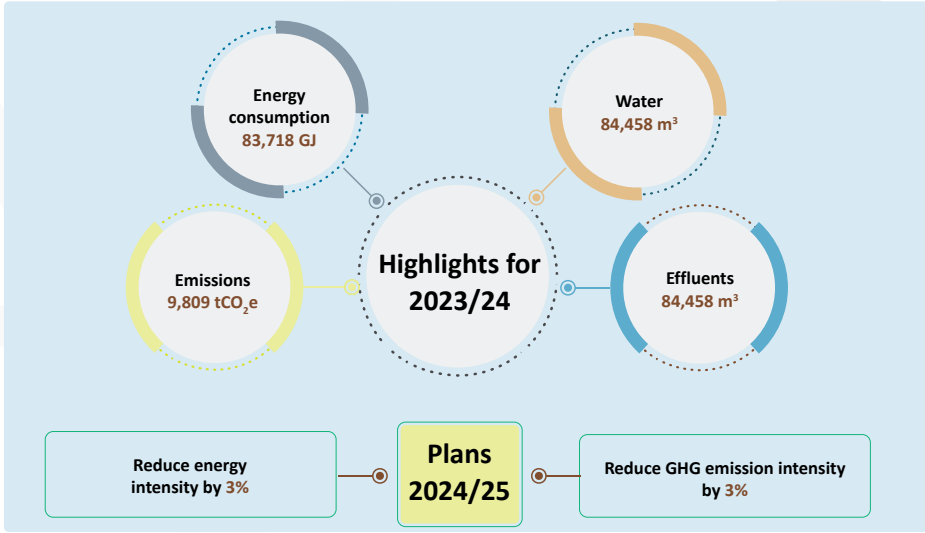 Energy
consumption
83,718 GJ
Water
84,458 m³
Highlights for
2023/24
Emissions
9,809 tCO₂e
Effluents
84,458 m³
Plans
2024/25
Reduce energy
intensity by 3%
Reduce GHG emission intensity
by 3%